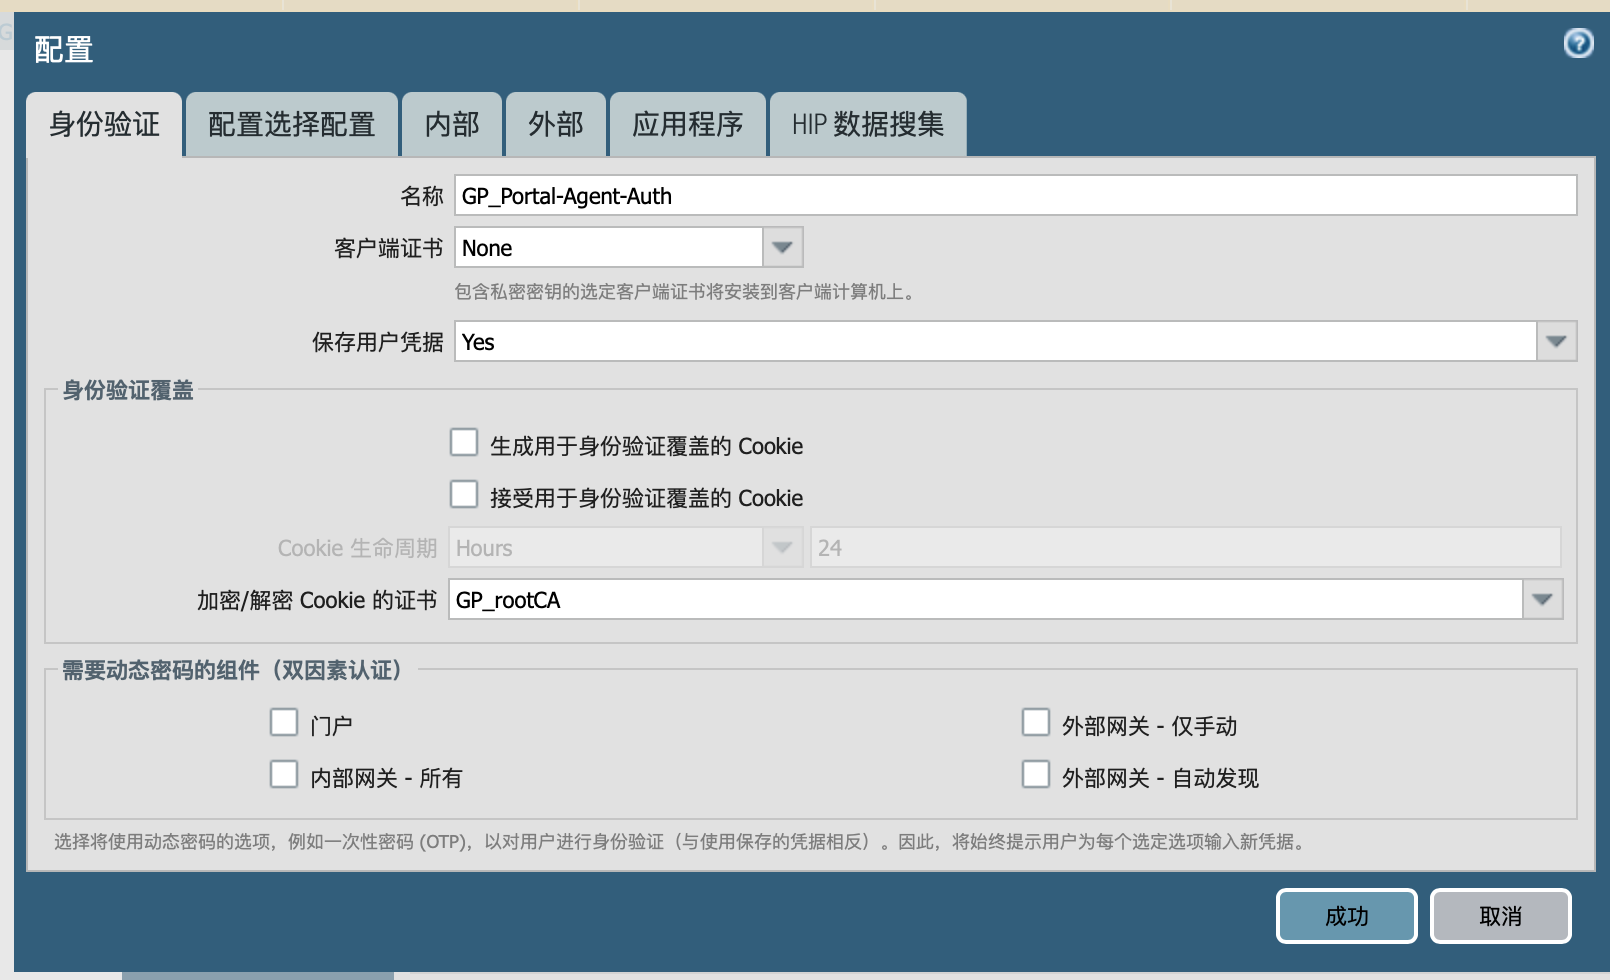 配置
身份验证
配置选择配置
内部
外部
应用程序
HIP 数据搜集
名称
GP_Portal-Agent-Auth
客户端证书
None
包含私密密钥的选定客户端证书将安装到客户端计算机上。
保存用户凭据
Yes
身份验证覆盖
生成用于身份验证覆盖的 Cookie
接受用于身份验证覆盖的 Cookie
Cookie 生命周期
Hours
24
加密/解密 Cookie 的证书
GP_rootCA
需要动态密码的组件（双因素认证）
门户
外部网关 - 仅手动
内部网关 - 所有
外部网关 - 自动发现
选择将使用动态密码的选项，例如一次性密码 (OTP)，以对用户进行身份验证（与使用保存的凭据相反）。因此，将始终提示用户为每个选定选项输入新凭据。
成功
取消